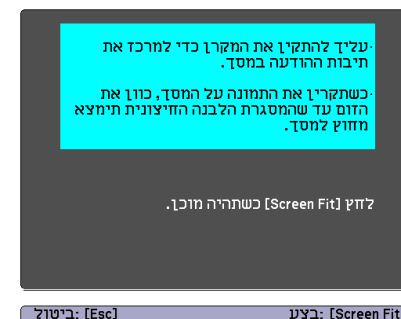 ·עליך להתקין את המקרן כדי למרכז את
תיבות ההודעה במסך.
·כשתקרין את התמונה על המסך, כוון את
הזום עד שהמסגרת הלבנה החיצונית תימצא
מחוץ למסך.
לחץ [Screen Fit] כשתהיה מוכן.
[Screen Fit] :בצע
[Esc] :ביטול